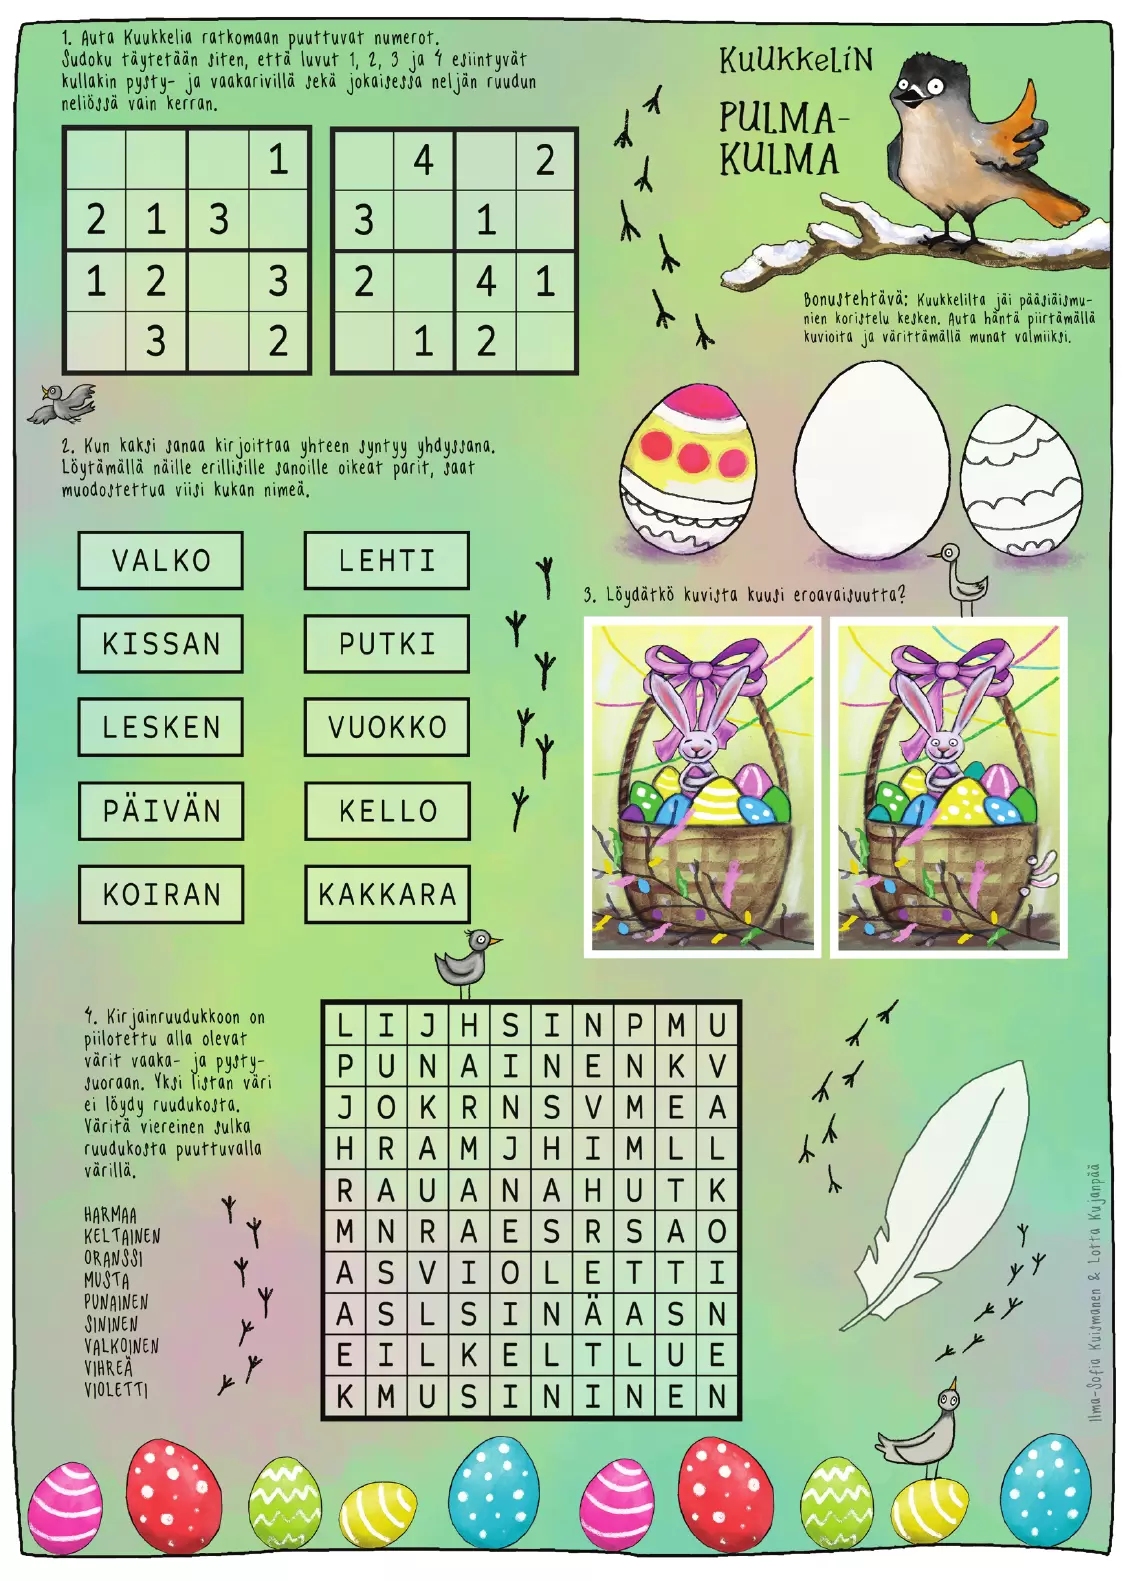 1. Auta Kuukkelia ratkomaan puuttuvat numerot.
Sudoku täytetään siten, että luvut 1, 2, 3 ja 4 esiintyvät
kullakin pysty- ja vaakarivillä sekä jokaisessa neljän ruudun
neliössä vain kerran.
1
2 1 3
1 2 3
3 2
4 2
3 1
2 4 1
1 2
KUUKKELIN
PULMA-
KULMA
Bonustehtävä: Kuukkelilta jäi pääsiäismu-
nien koristelu kesken. Auta häntä piirtämällä
kuvioita ja värittämällä munat valmiiksi.
2. Kun kaksi sanaa kirjoittaa yhteen syntyy yhdyssana.
Löytämällä näille erillisille sanoille oikeat parit, saat
muodostettua viisi kukan nimeä.
VALKO LEHTI
KISSAN PUTKI
LESKEN VUOKKO
PÄIVÄN KELLO
KOIRAN KAKKARA
3. Löydätkö kuvista kuusi eroavaisuutta?
4. Kirjainruudukkoon on
piilotettu alla olevat
värit vaaka- ja pysty-
suoraan. Yksi listan väri
ei löydy ruudukosta.
Väritä viereinen sulka
ruudukosta puuttuvalla
värillä.
HARMAA
KELTAINEN
ORANSSI
MUSTA
PUNAINEN
SININEN
VALKOINEN
VIHREÄ
VIOLETTI
L I J H S I N P M U
P U N A I N E N K V
J O K R N S V M E A
H R A M J H I M L L
R A U A N A H U T K
M N R A E S R S A O
A S V I O L E T T I
A S L S I N Ä A S N
E I L K E L T L U E
K M U S I N I N E N
Ilma-Sofia Kuismanen & Lotta Kujanpää